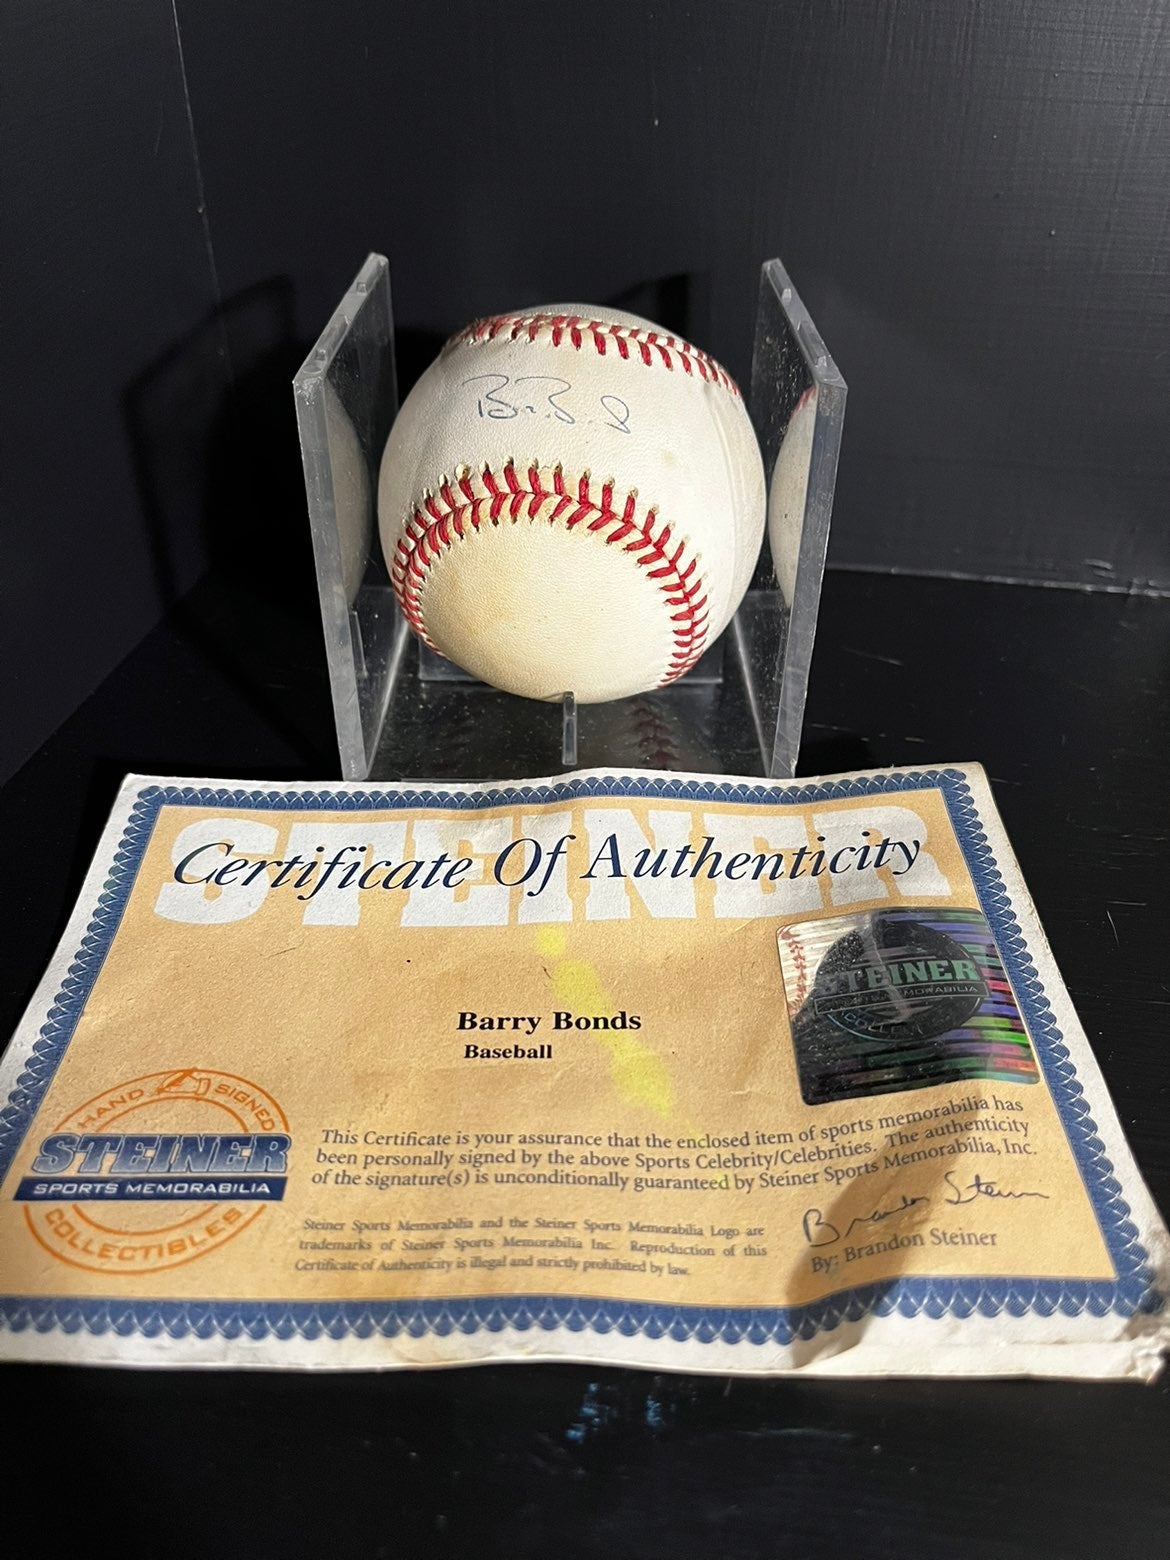 STEINER
Certificate Of Authenticity
STEINER
COLLECT
Barry Bonds
Baseball
HAND SIGNED
STEINER
SPORTS MEMORABILIA
COLLECTIBLES
This Certificate is your assurance that the enclosed item of sports memorabilia has
been personally signed by the above Sports Celebrity/Celebrities. The authenticity
of the signature(s) is unconditionally guaranteed by Steiner Sports Memorabilia, Inc.
Steiner Sports Memorabilia and the Steiner Sports Memorabilia Logo are
trademarks of Steiner Sports Memorabilia Inc. Reproduction of this
Certificate of Authenticity is illegal and strictly prohibited by law.
Brandon Steiner
By: Brandon Steiner